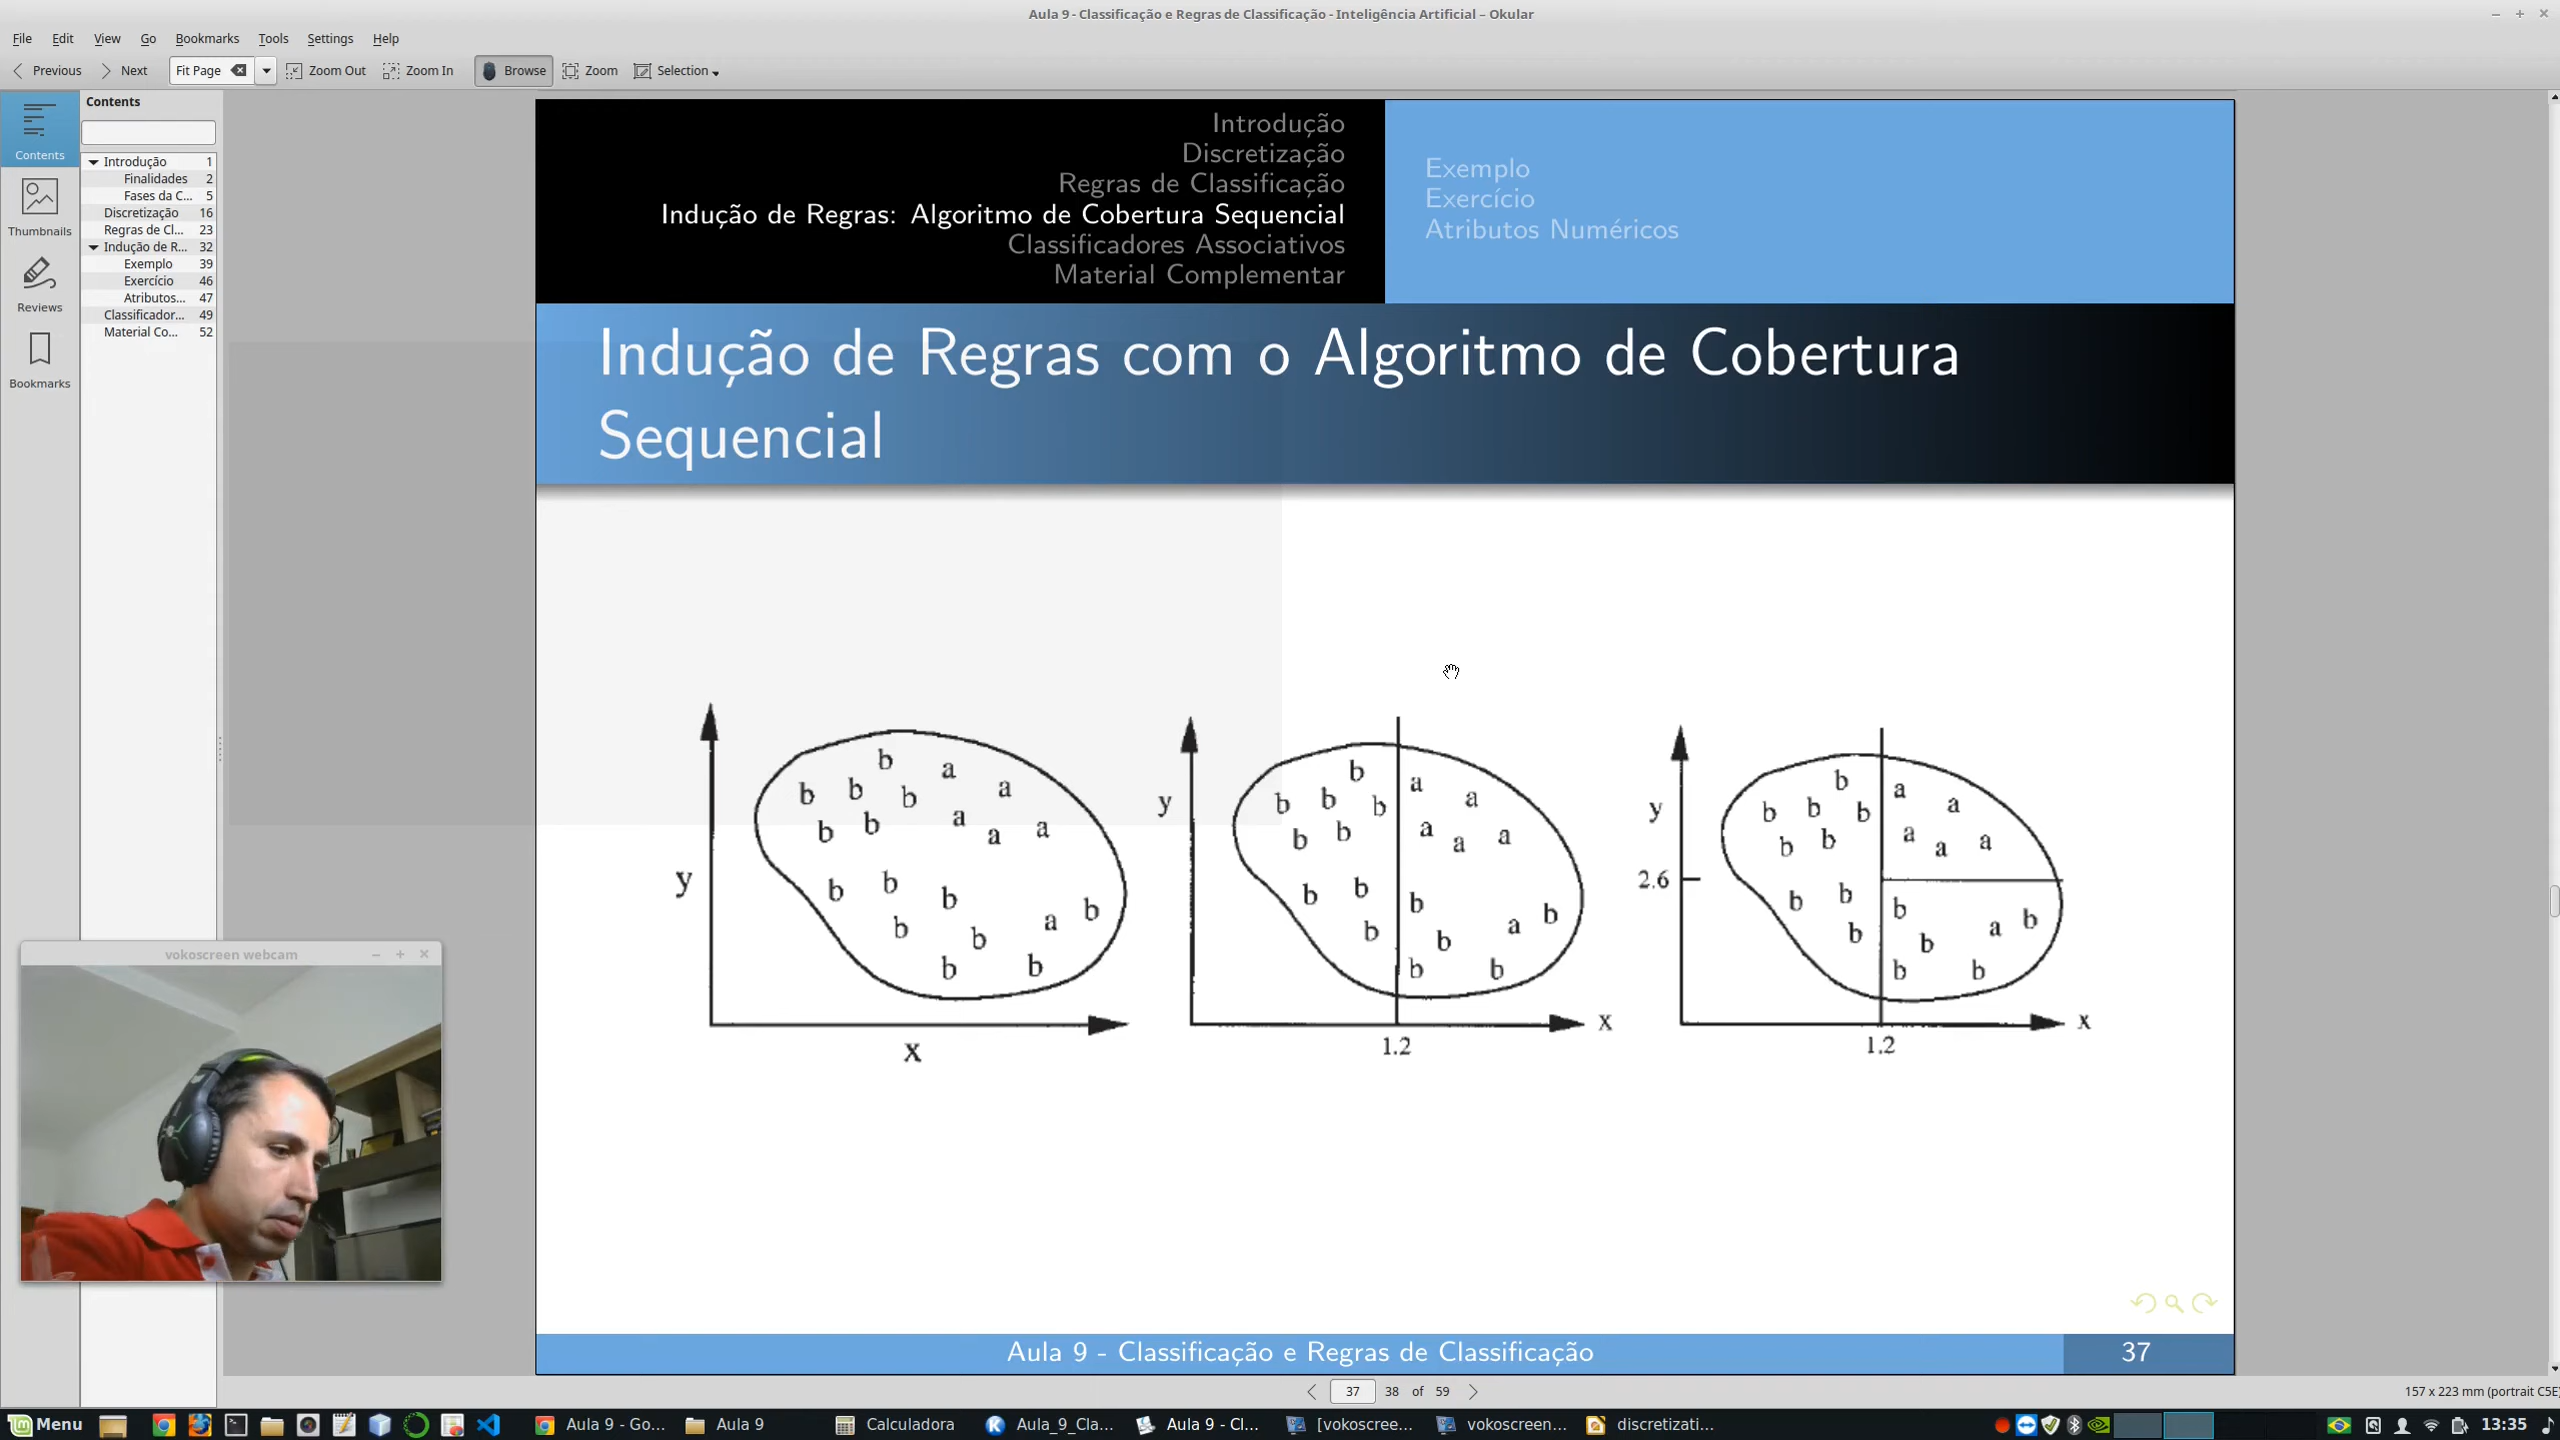 Aula 9 - Classificação e Regras de Classificação - Inteligência Artificial – Okular
File Edit View Go Bookmarks Tools Settings Help
Previous Next Fit Page Zoom Out Zoom In Browse Zoom Selection
Contents
Contents
Thumbnails
Reviews
Bookmarks
Introdução 1
Finalidades 2
Fases da C... 5
Discretização 16
Regras de Cl... 23
Indução de R... 32
Exemplo 39
Exercício 46
Atributos... 47
Classificador... 49
Material Co... 52
Introdução
Discretização
Regras de Classificação
Indução de Regras: Algoritmo de Cobertura Sequencial
Classificadores Associativos
Material Complementar
Exemplo
Exercício
Atributos Numéricos
Indução de Regras com o Algoritmo de Cobertura
Sequencial
b a
b b b a
b b a a a
b b b
b b a b
b b
y
x
b a
b b b a
b b a a a
b b b
b b a b
b b
y
1.2
x
b a
b b b a
b b a a a
b b b
b b a b
b b
y
2.6
1.2
x
vokoscreen webcam
Aula 9 - Classificação e Regras de Classificação 37
37 38 of 59
157 x 223 mm (portrait C5E
Menu Aula 9 - Go... Aula 9 Calculadora Aula_9_Cla... Aula 9 - Cl... [vokoscree... vokoscreen... discretizati... 13:35